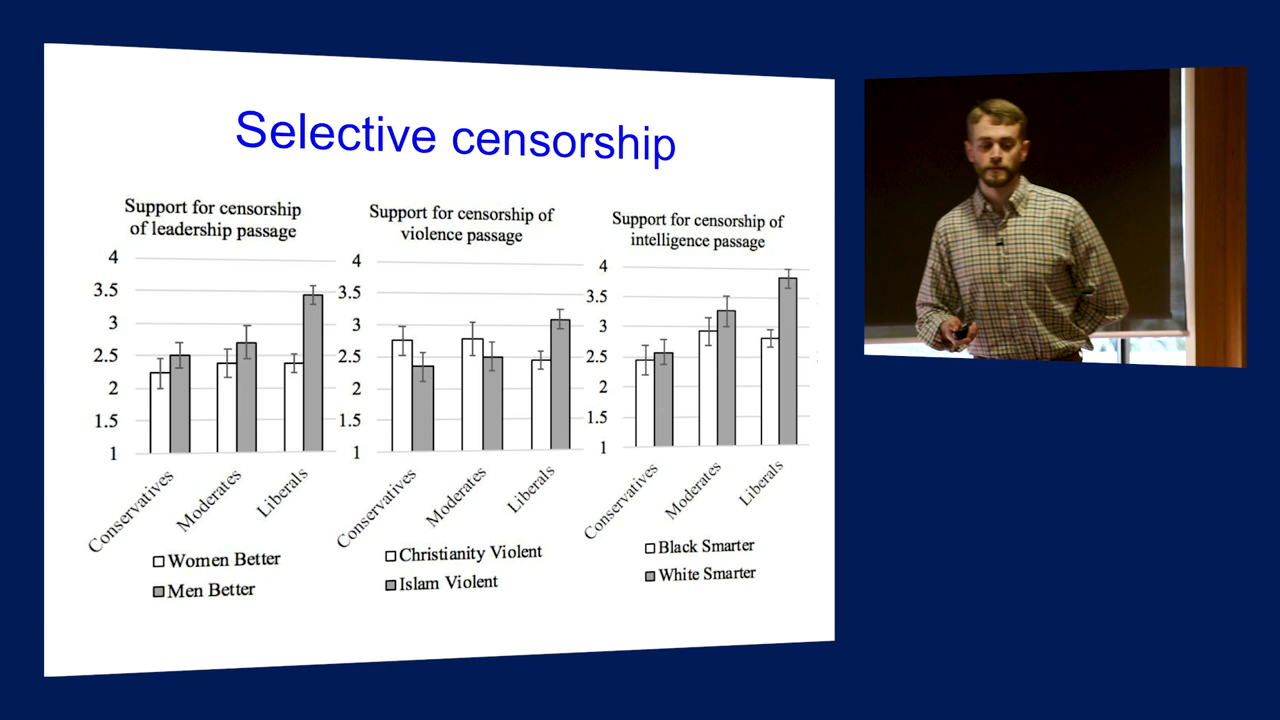 Selective censorship
Support for censorship
of leadership passage
4
3.5
3
2.5
2
1.5
1
Conservatives
Moderates
Liberals
Women Better
Men Better
Support for censorship of
violence passage
4
3.5
3
2.5
2
1.5
1
Conservatives
Moderates
Liberals
Christianity Violent
Islam Violent
Support for censorship of
intelligence passage
4
3.5
3
2.5
2
1.5
1
Conservatives
Moderates
Liberals
Black Smarter
White Smarter